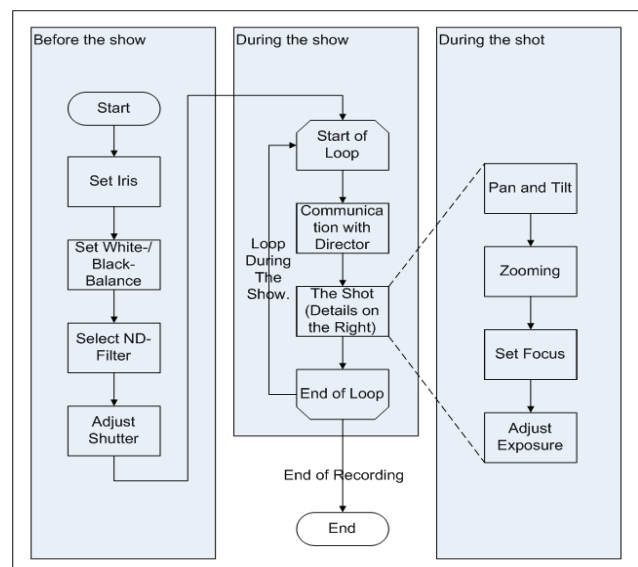 Before the show
Start
Set Iris
Set White-/
Black-
Balance
Select ND-
Filter
Adjust
Shutter
During the show
Start of
Loop
Communica
tion with
Director
Loop
During
The
Show.
The Shot
(Details on
the Right)
End of Loop
End of Recording
End
During the shot
Pan and Tilt
Zooming
Set Focus
Adjust
Exposure